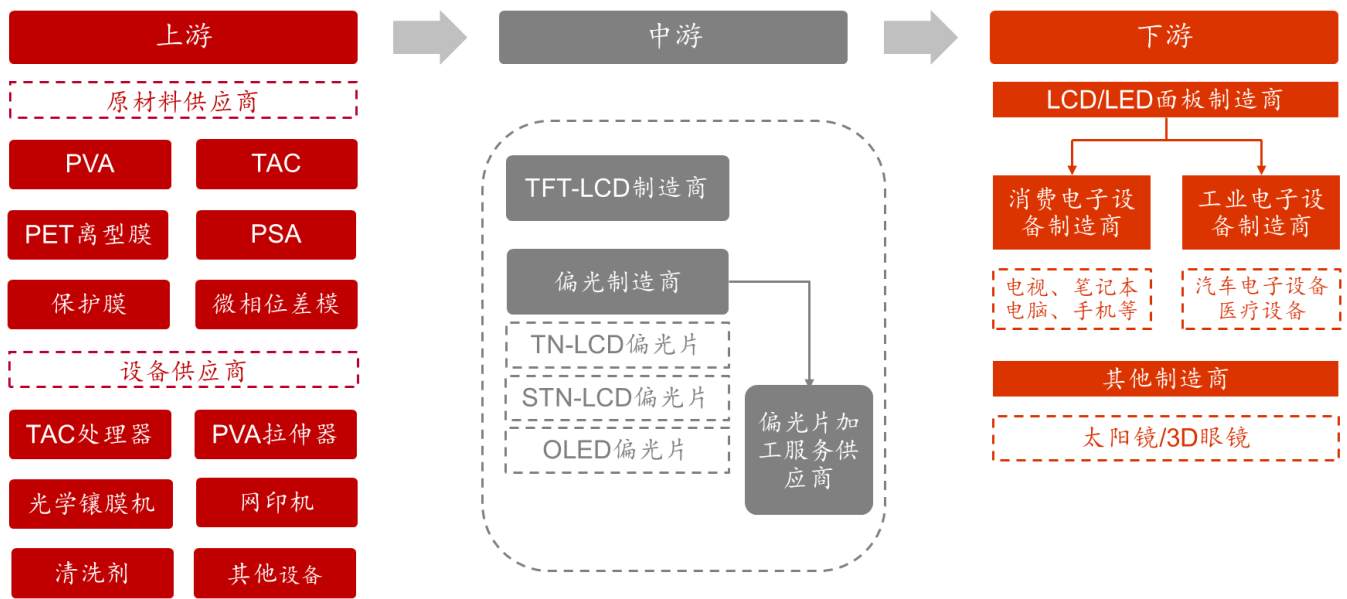 上游
中游
下游
原材料供应商
PVA
TAC
PET离型膜
PSA
保护膜
微相位差模
设备供应商
TAC处理器
PVA拉伸器
光学镶膜机
网印机
清洗剂
其他设备
TFT-LCD制造商
偏光制造商
TN-LCD偏光片
STN-LCD偏光片
OLED偏光片
偏光片加
工服务供
应商
LCD/LED面板制造商
消费电子设
备制造商
工业电子设
备制造商
电视、笔记本
电脑、手机等
汽车电子设备
医疗设备
其他制造商
太阳镜/3D眼镜